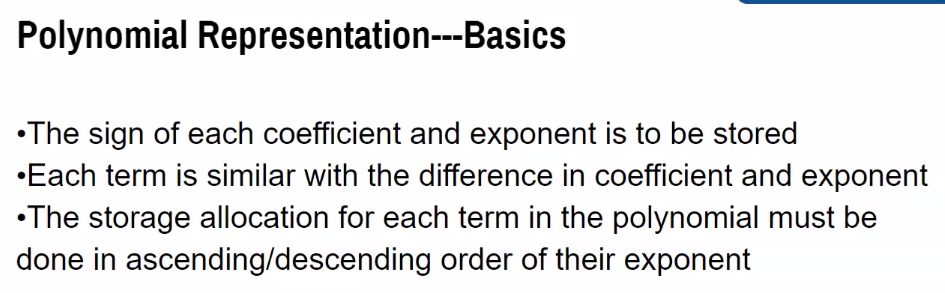 Polynomial Representation---Basics
•The sign of each coefficient and exponent is to be stored
•Each term is similar with the difference in coefficient and exponent
•The storage allocation for each term in the polynomial must be
done in ascending/descending order of their exponent